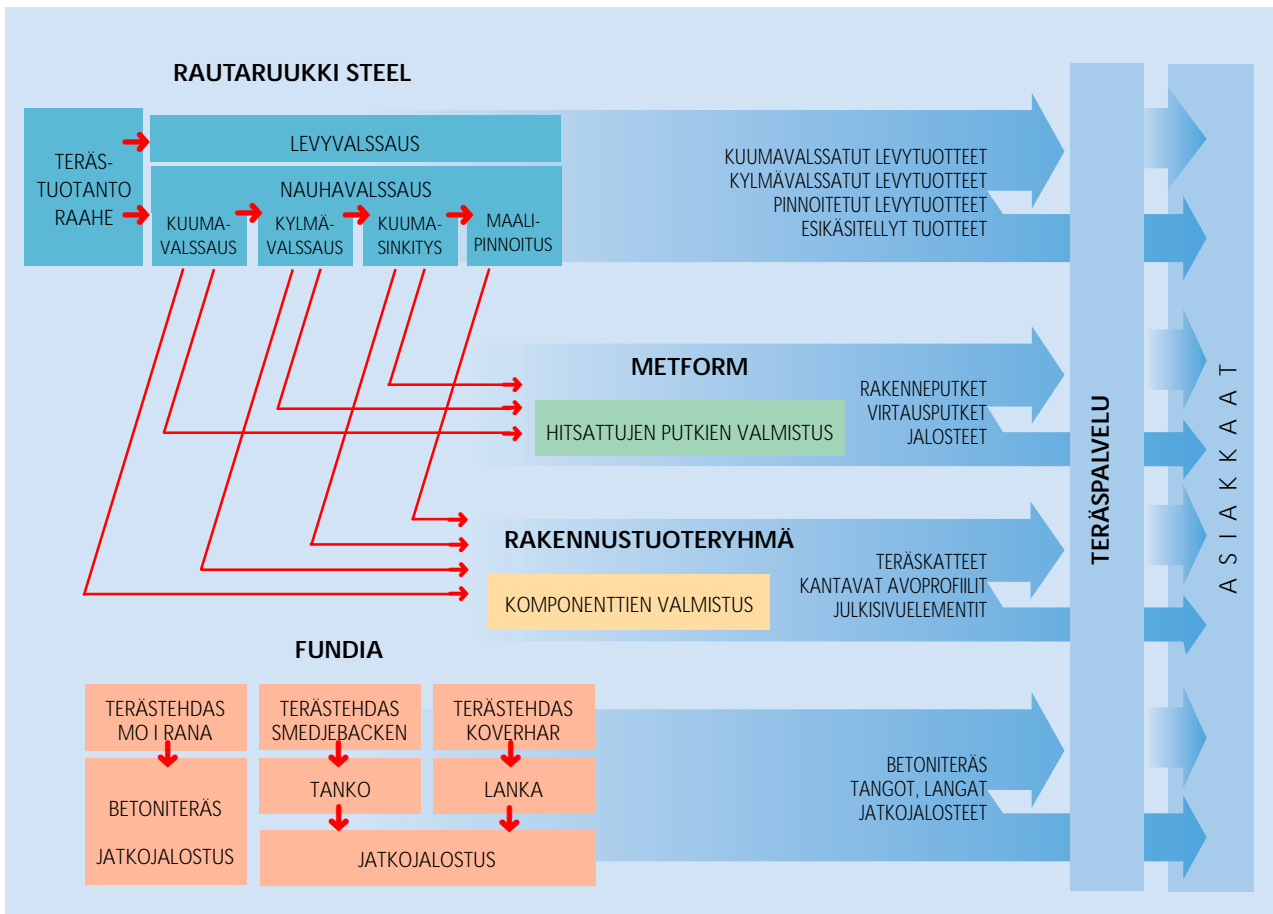 RAUTARUUKKI STEEL
TERÄS-
TUOTANTO
RAAHE
LEVYVALSSAUS
NAUHAVALSSAUS
KUUMA-
VALSSAUS
KYLMÄ-
VALSSAUS
KUUMA-
SINKITYS
MAALI-
PINNOITUS
KUUMAVALSSATUT LEVYTUOTTEET
KYLMÄVALSSATUT LEVYTUOTTEET
PINNOITETUT LEVYTUOTTEET
ESIKÄSITELLYT TUOTTEET
METFORM
HITSATTUJEN PUTKIEN VALMISTUS
RAKENNEPUTKET
VIRTAUSPUTKET
JALOSTEET
RAKENNUSTUOTERYHMÄ
KOMPONENTTIEN VALMISTUS
TERÄSKATTEET
KANTAVAT AVOPROFIILIT
JULKISIVUELEMENTIT
FUNDIA
TERÄSTEHDAS
MO I RANA
TERÄSTEHDAS
SMEDJEBACKEN
TERÄSTEHDAS
KOVERHAR
BETONITERÄS
JATKOJALOSTUS
TANKO
LANKA
JATKOJALOSTUS
BETONITERÄS
TANGOT, LANGAT
JATKOJALOSTEET
TERÄSPALVELU
ASIAKKAAT